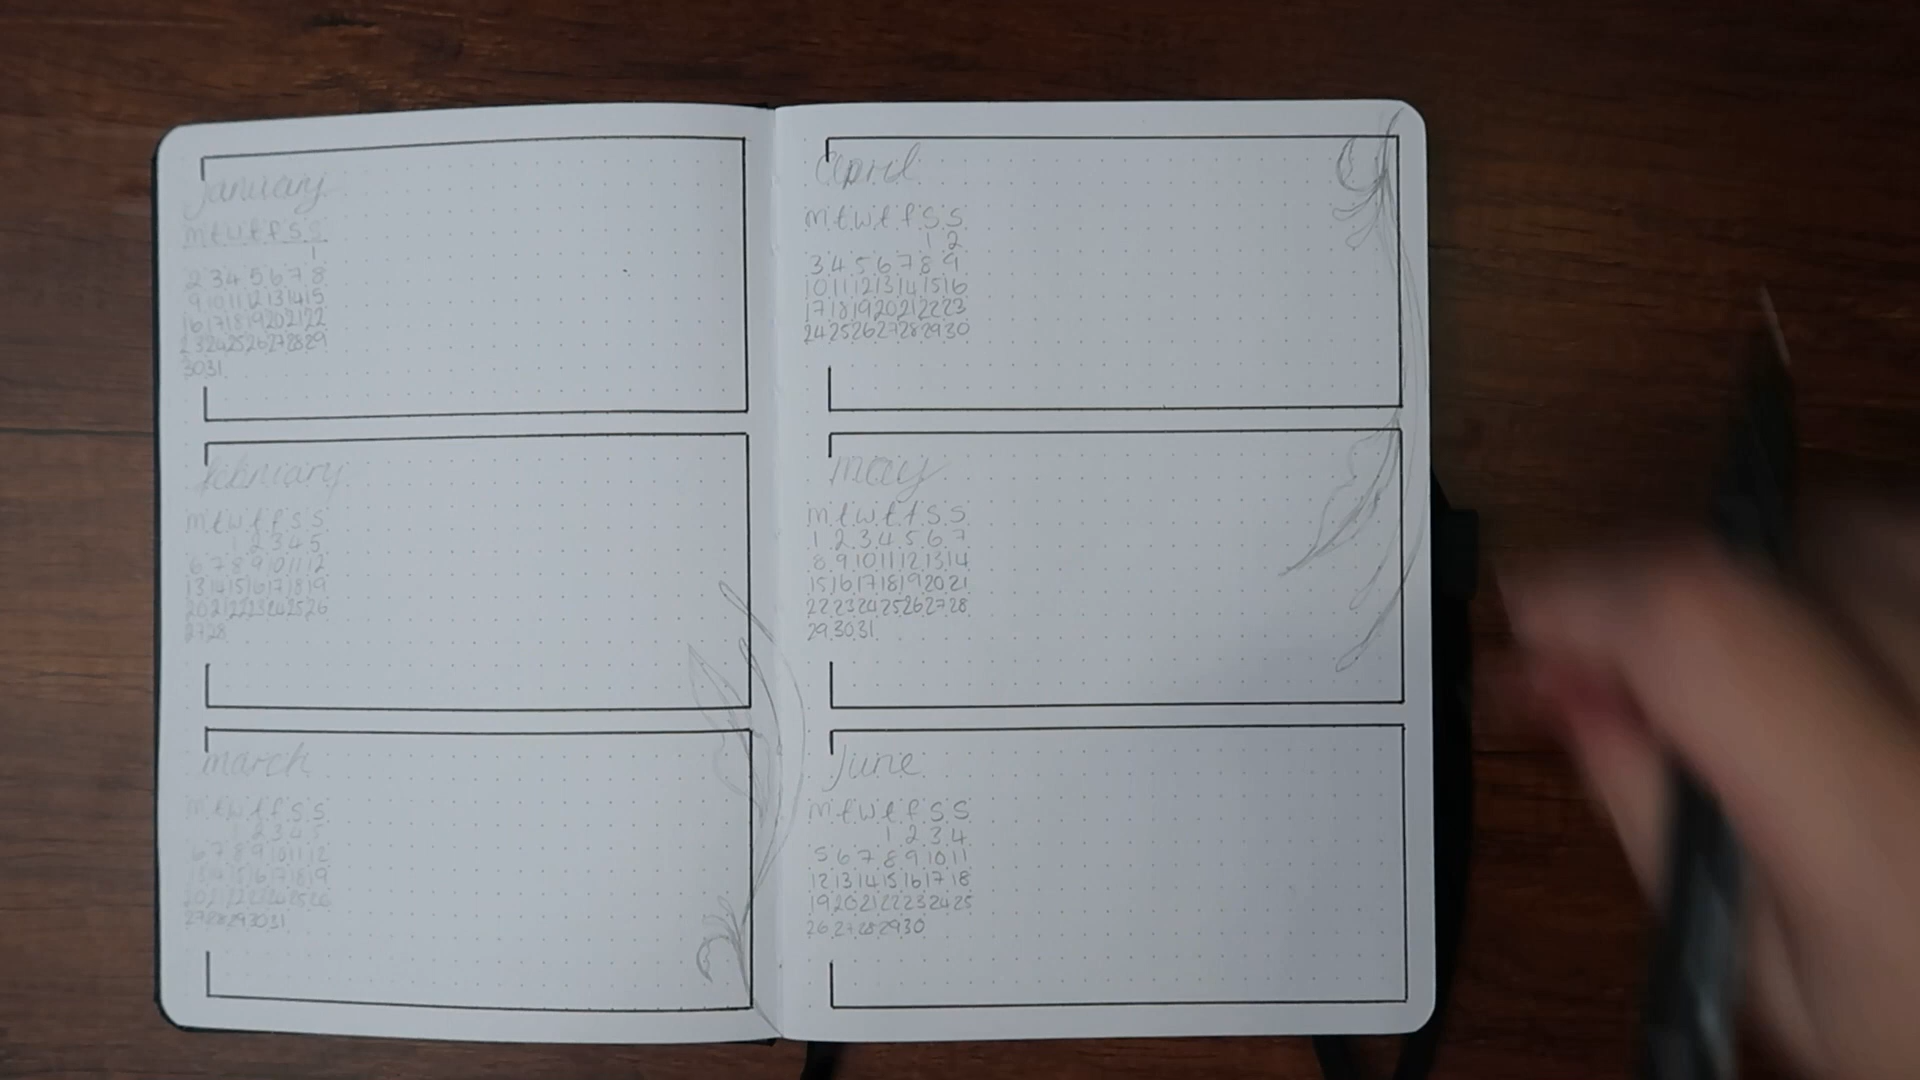 January
m t w t f s s
1
2 3 4 5 6 7 8
9 10 11 12 13 14 15
16 17 18 19 20 21 22
23 24 25 26 27 28 29
30 31
february
m t w t f s s
1 2 3 4 5
6 7 8 9 10 11 12
13 14 15 16 17 18 19
20 21 22 23 24 25 26
27 28
march
m t w t f s s
1 2 3 4 5
6 7 8 9 10 11 12
13 14 15 16 17 18 19
20 21 22 23 24 25 26
27 28 29 30 31
April
m t w t f s s
1 2
3 4 5 6 7 8 9
10 11 12 13 14 15 16
17 18 19 20 21 22 23
24 25 26 27 28 29 30
may
m t w t f s s
1 2 3 4 5 6 7
8 9 10 11 12 13 14
15 16 17 18 19 20 21
22 23 24 25 26 27 28
29 30 31
June
m t w t f s s
1 2 3 4
5 6 7 8 9 10 11
12 13 14 15 16 17 18
19 20 21 22 23 24 25
26 27 28 29 30